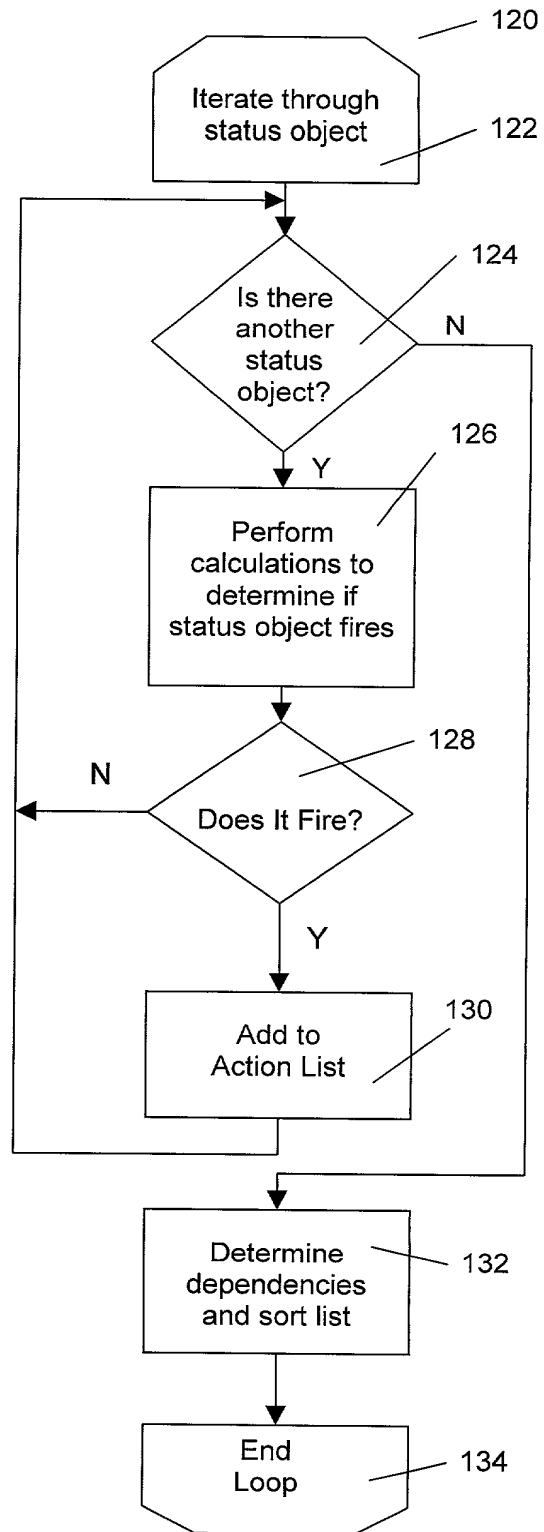 120
Iterate through
status object
122
124
Is there
another
status
object?
N
126
Y
Perform
calculations to
determine if
status object fires
128
N
Does It Fire?
Y
130
Add to
Action List
Determine
dependencies
and sort list
132
End
Loop
134